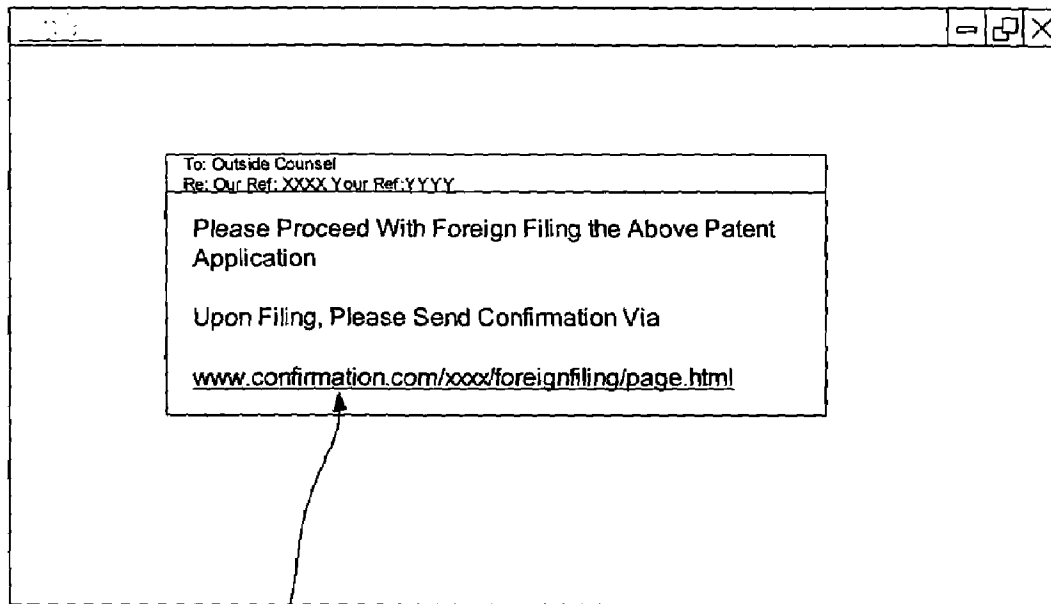 To: Outside Counsel
Re: Our Ref: XXXX Your Ref:YYYY
Please Proceed With Foreign Filing the Above Patent
Application
Upon Filing, Please Send Confirmation Via
www.confirmation.com/xxxx/foreignfiling/page.html